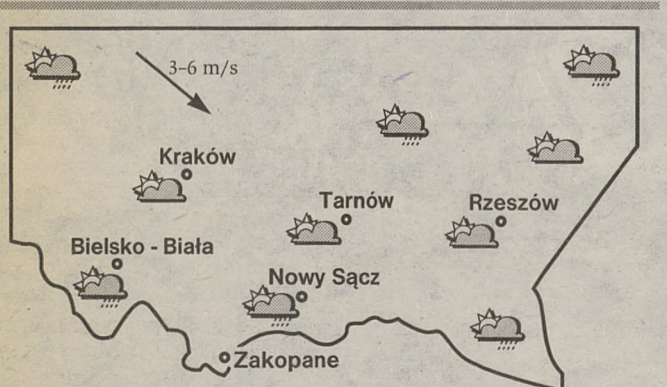 3-6 m/s
Kraków
Tarnów
Rzeszów
Bielsko - Biała
Nowy Sącz
Zakopane